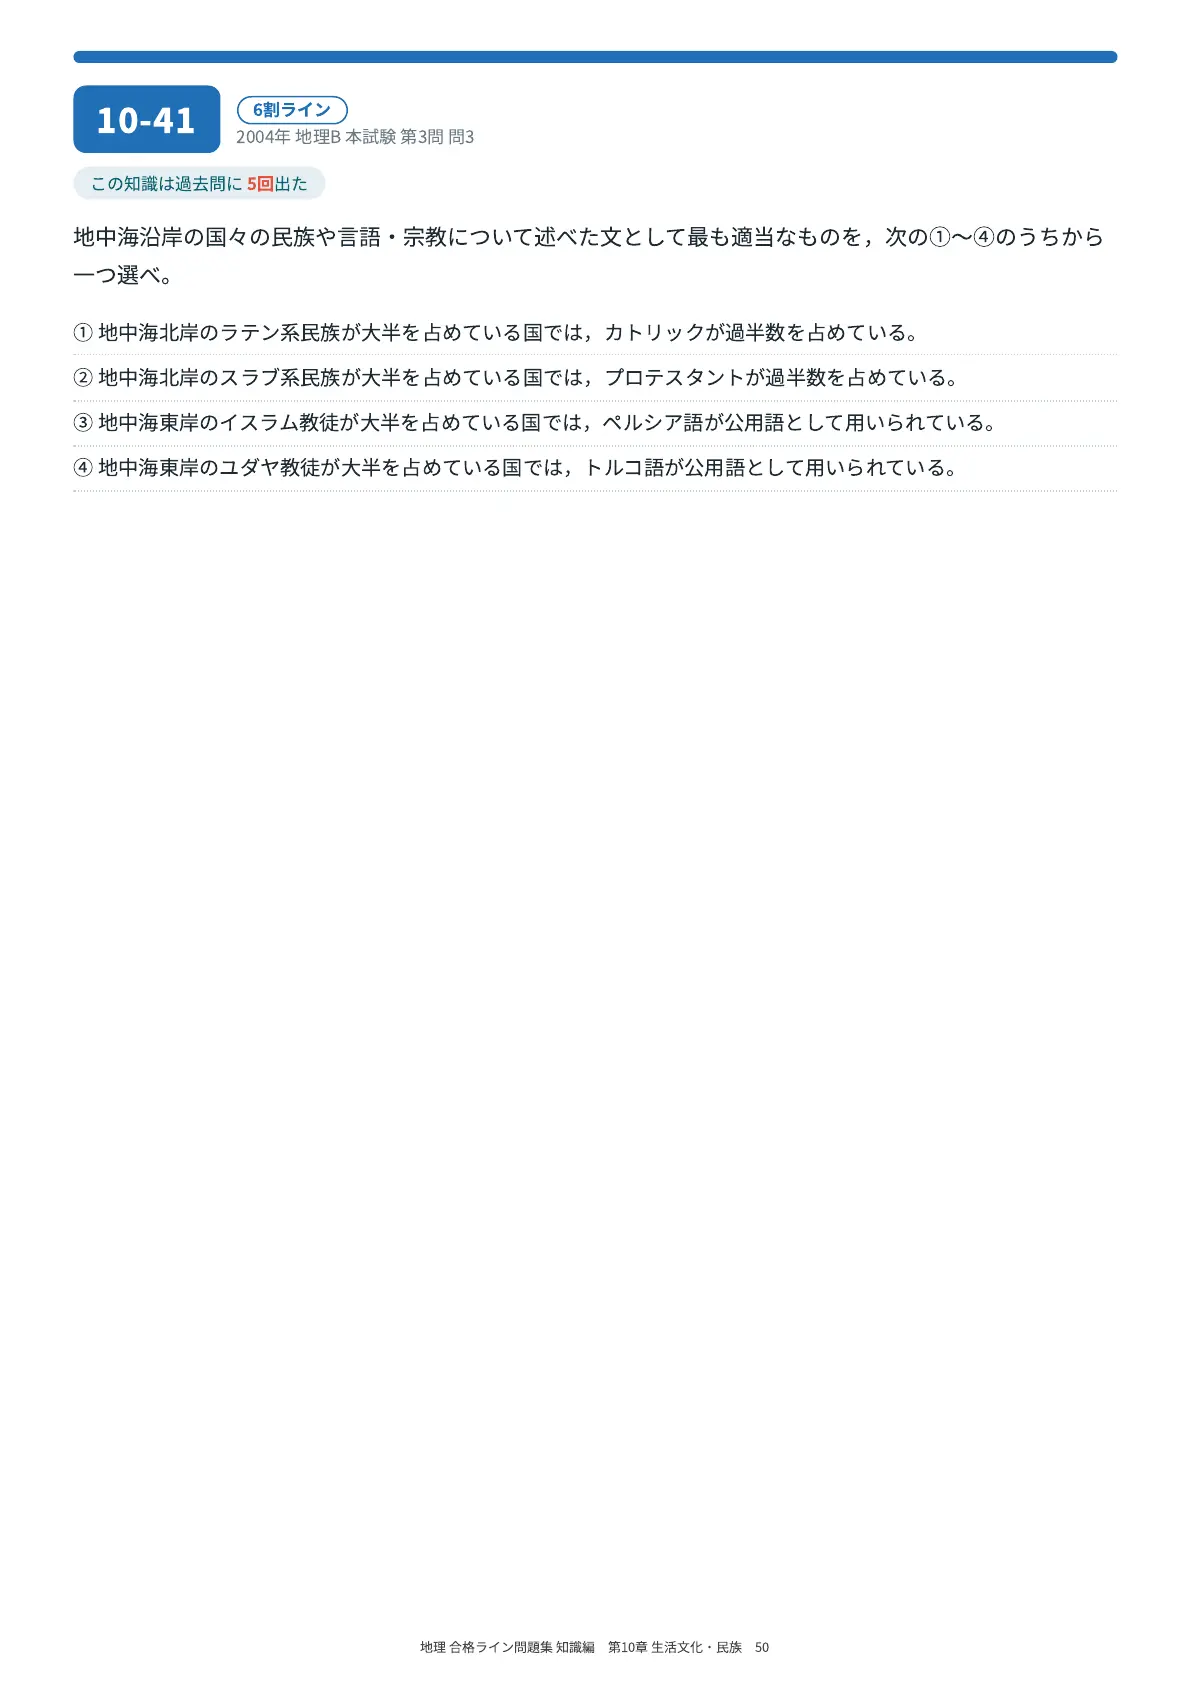 10-41
6割ライン
2004年 地理B 本試験 第3問 問3
この知識は過去問に 5回出た
地中海沿岸の国々の民族や言語・宗教について述べた文として最も適当なものを，次の①～④のうちから
一つ選べ。
① 地中海北岸のラテン系民族が大半を占めている国では，カトリックが過半数を占めている。
② 地中海北岸のスラブ系民族が大半を占めている国では，プロテスタントが過半数を占めている。
③ 地中海東岸のイスラム教徒が大半を占めている国では，ペルシア語が公用語として用いられている。
④ 地中海東岸のユダヤ教徒が大半を占めている国では，トルコ語が公用語として用いられている。
地理 合格ライン問題集 知識編　第10章 生活文化・民族　50